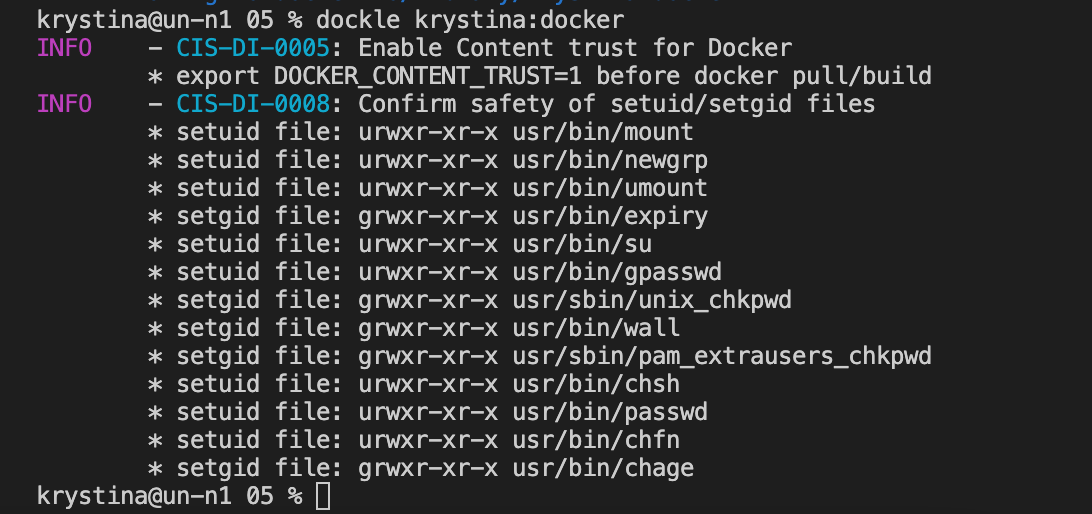 krystina@un-n1 05 % dockle krystina:docker
INFO - CIS-DI-0005: Enable Content trust for Docker
* export DOCKER_CONTENT_TRUST=1 before docker pull/build
INFO - CIS-DI-0008: Confirm safety of setuid/setgid files
* setuid file: urwxr-xr-x usr/bin/mount
* setuid file: urwxr-xr-x usr/bin/newgrp
* setuid file: urwxr-xr-x usr/bin/umount
* setgid file: grwxr-xr-x usr/bin/expiry
* setuid file: urwxr-xr-x usr/bin/su
* setuid file: urwxr-xr-x usr/bin/gpasswd
* setgid file: grwxr-xr-x usr/sbin/unix_chkpwd
* setgid file: grwxr-xr-x usr/bin/wall
* setgid file: grwxr-xr-x usr/sbin/pam_extrausers_chkpwd
* setuid file: urwxr-xr-x usr/bin/chsh
* setuid file: urwxr-xr-x usr/bin/passwd
* setuid file: urwxr-xr-x usr/bin/chfn
* setgid file: grwxr-xr-x usr/bin/chage
krystina@un-n1 05 %